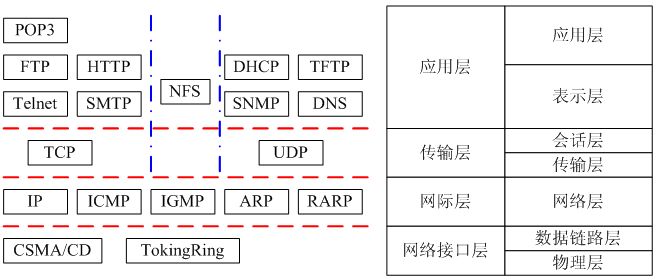 POP3
FTP HTTP DHCP TFTP
NFS
Telnet SMTP SNMP DNS
TCP UDP
IP ICMP IGMP ARP RARP
CSMA/CD TokingRing
应用层 应用层
表示层
传输层 会话层
传输层
网际层 网络层
网络接口层 数据链路层
物理层